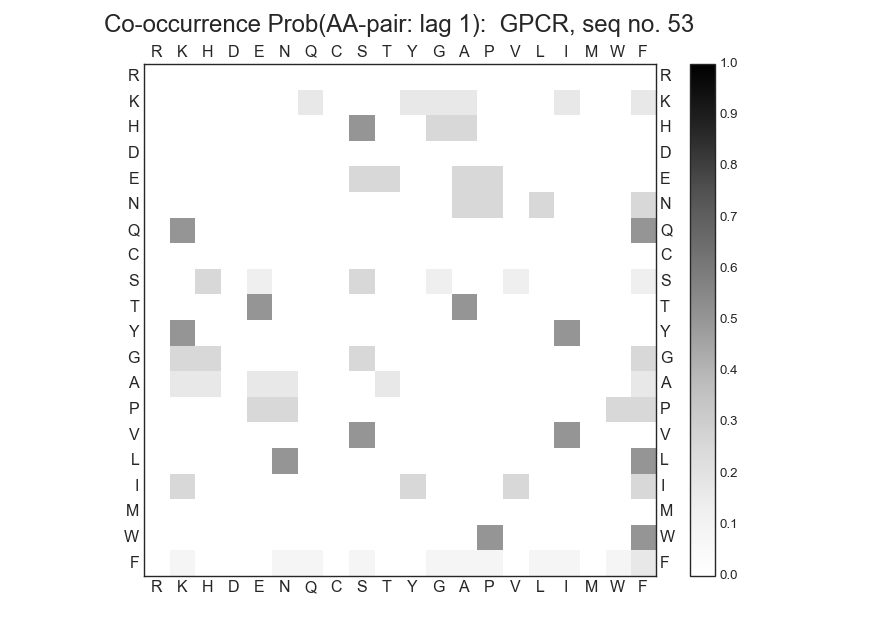 Co-occurrence Prob(AA-pair: lag 1):  GPCR, seq no. 53
R K H D E N Q C S T Y G A P V L I M W F
1.0
R R
0.9
K K
H H
0.8
D D
E E
0.7
N N
Q Q
0.6
C C
S S
T T
0.5
Y Y
G G
0.4
A A
P P
0.3
V V
L L
0.2
I I
M M
0.1
W W
F F
0.0
R K H D E N Q C S T Y G A P V L I M W F